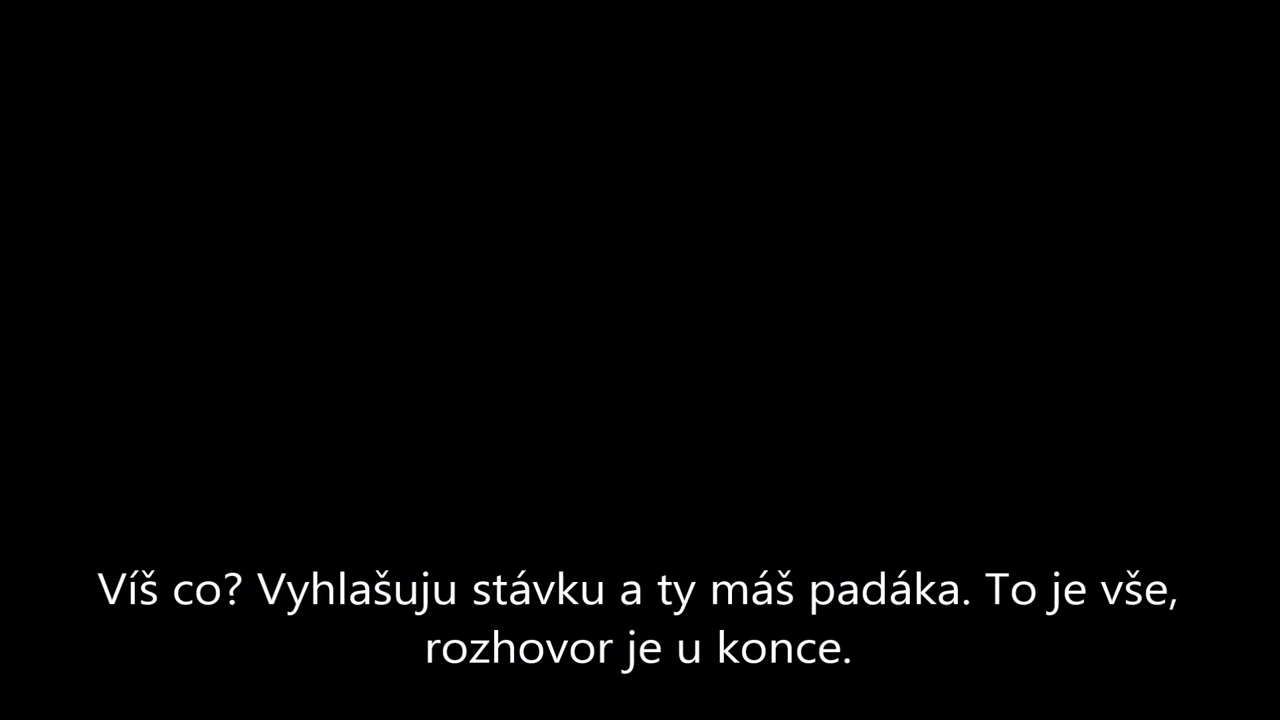 Víš co? Vyhlašuju stávku a ty máš padáka. To je vše,
rozhovor je u konce.